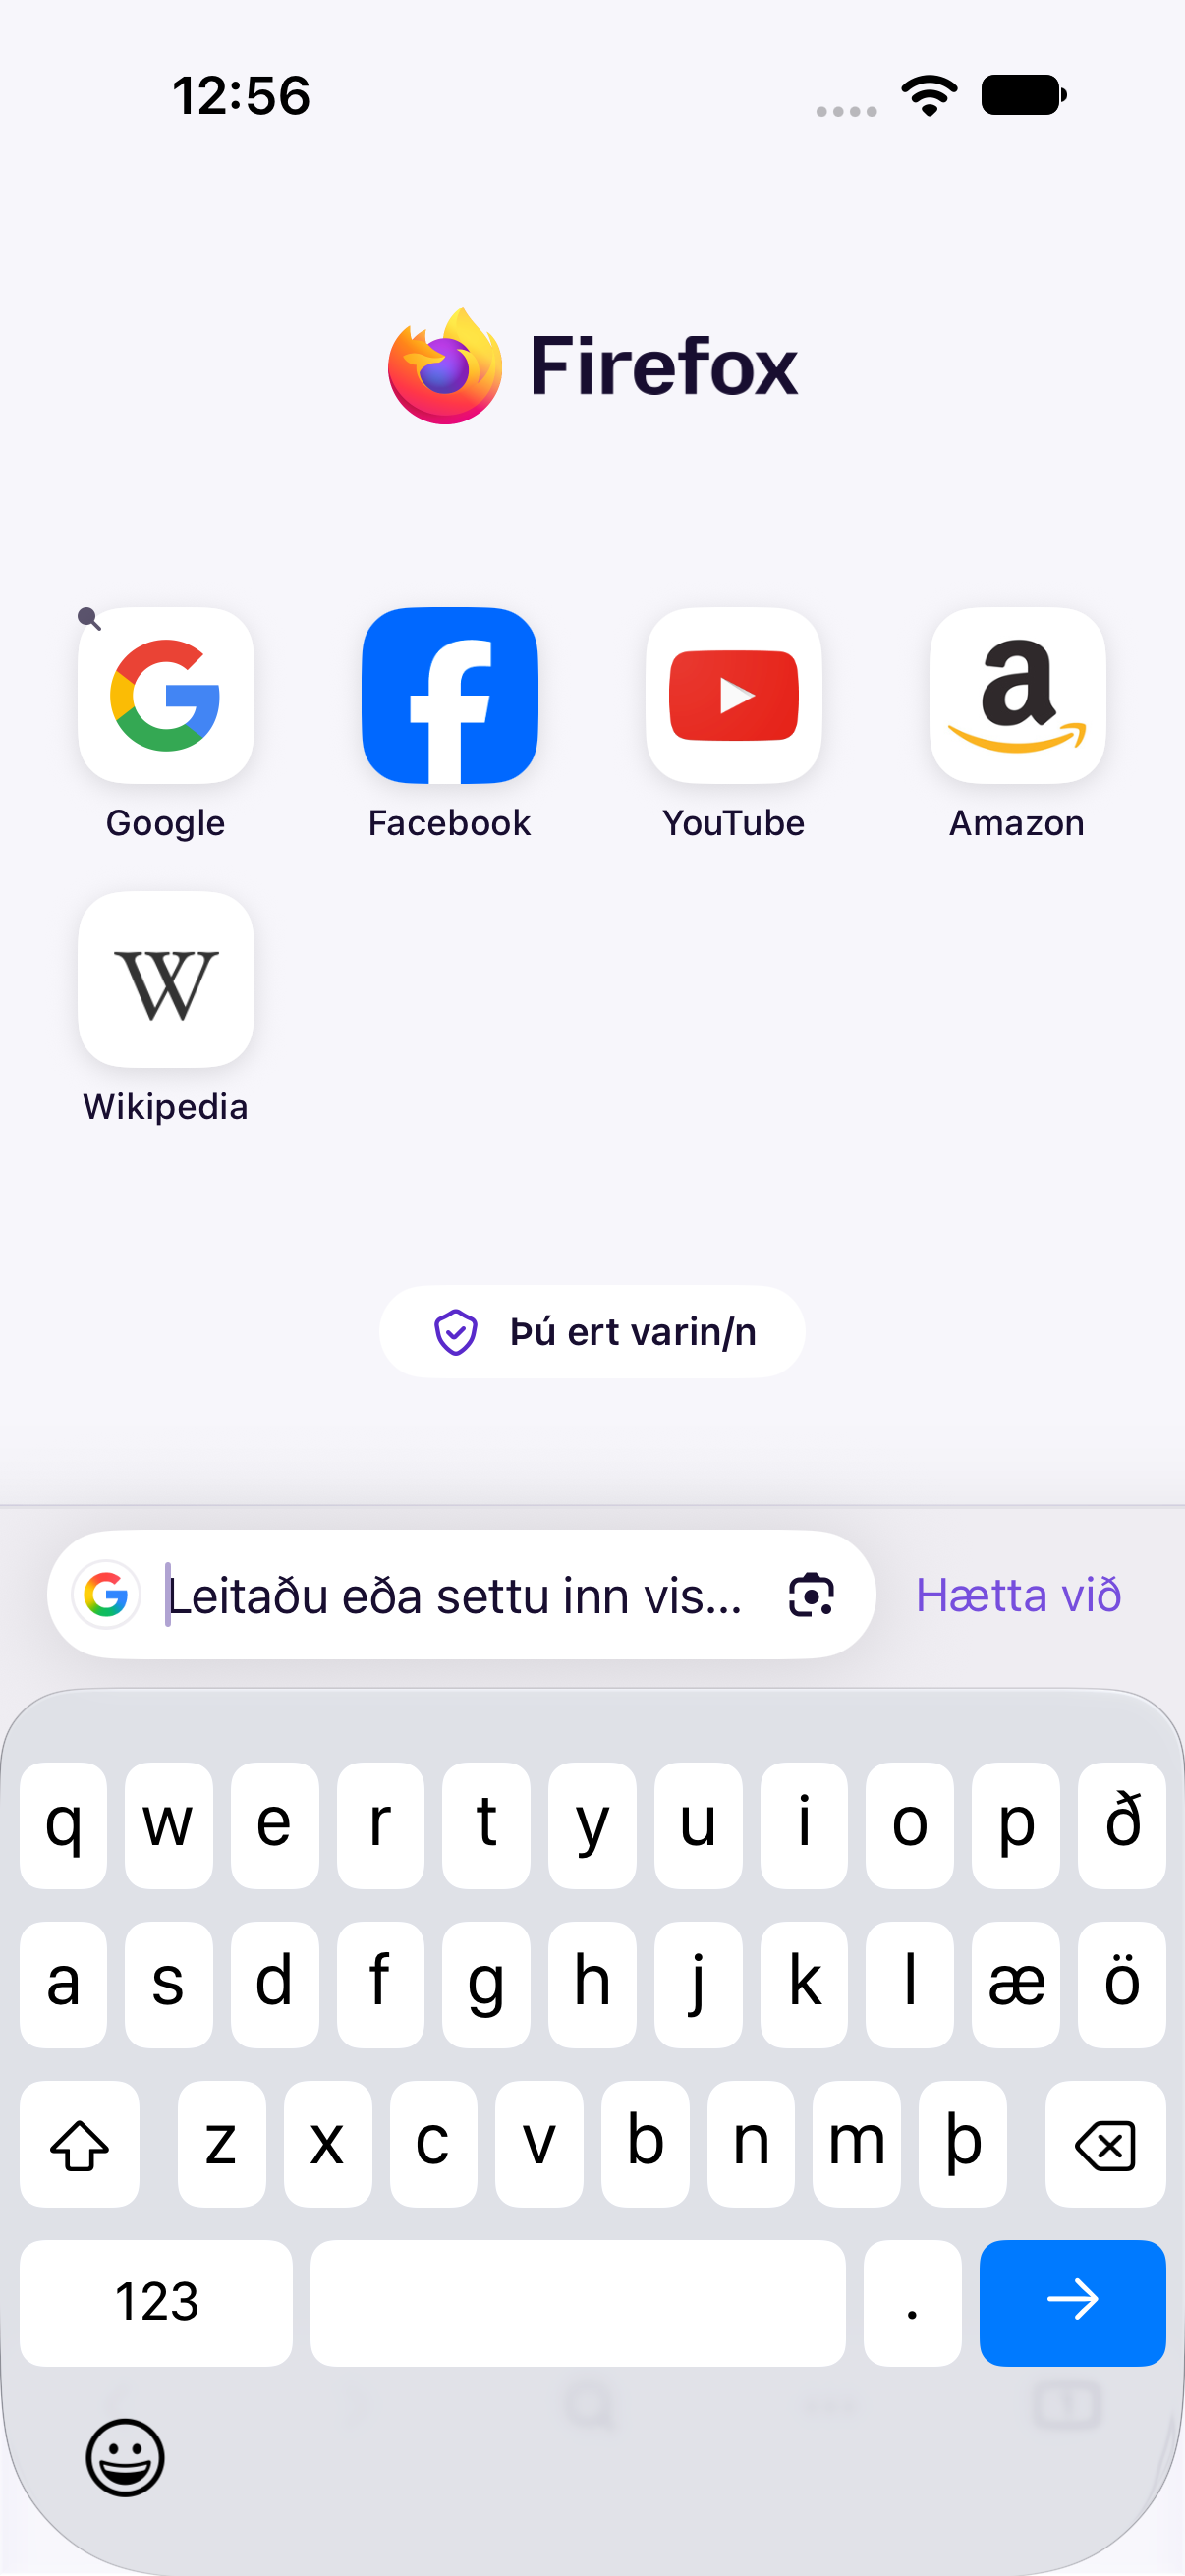 12:56
Firefox
Google
Facebook
YouTube
Amazon
W
Wikipedia
Þú ert varin/n
Leitaðu eða settu inn vis...
Hætta við
q w e r t y u i o p ð
a s d f g h j k l æ ö
z x c v b n m þ
123 .